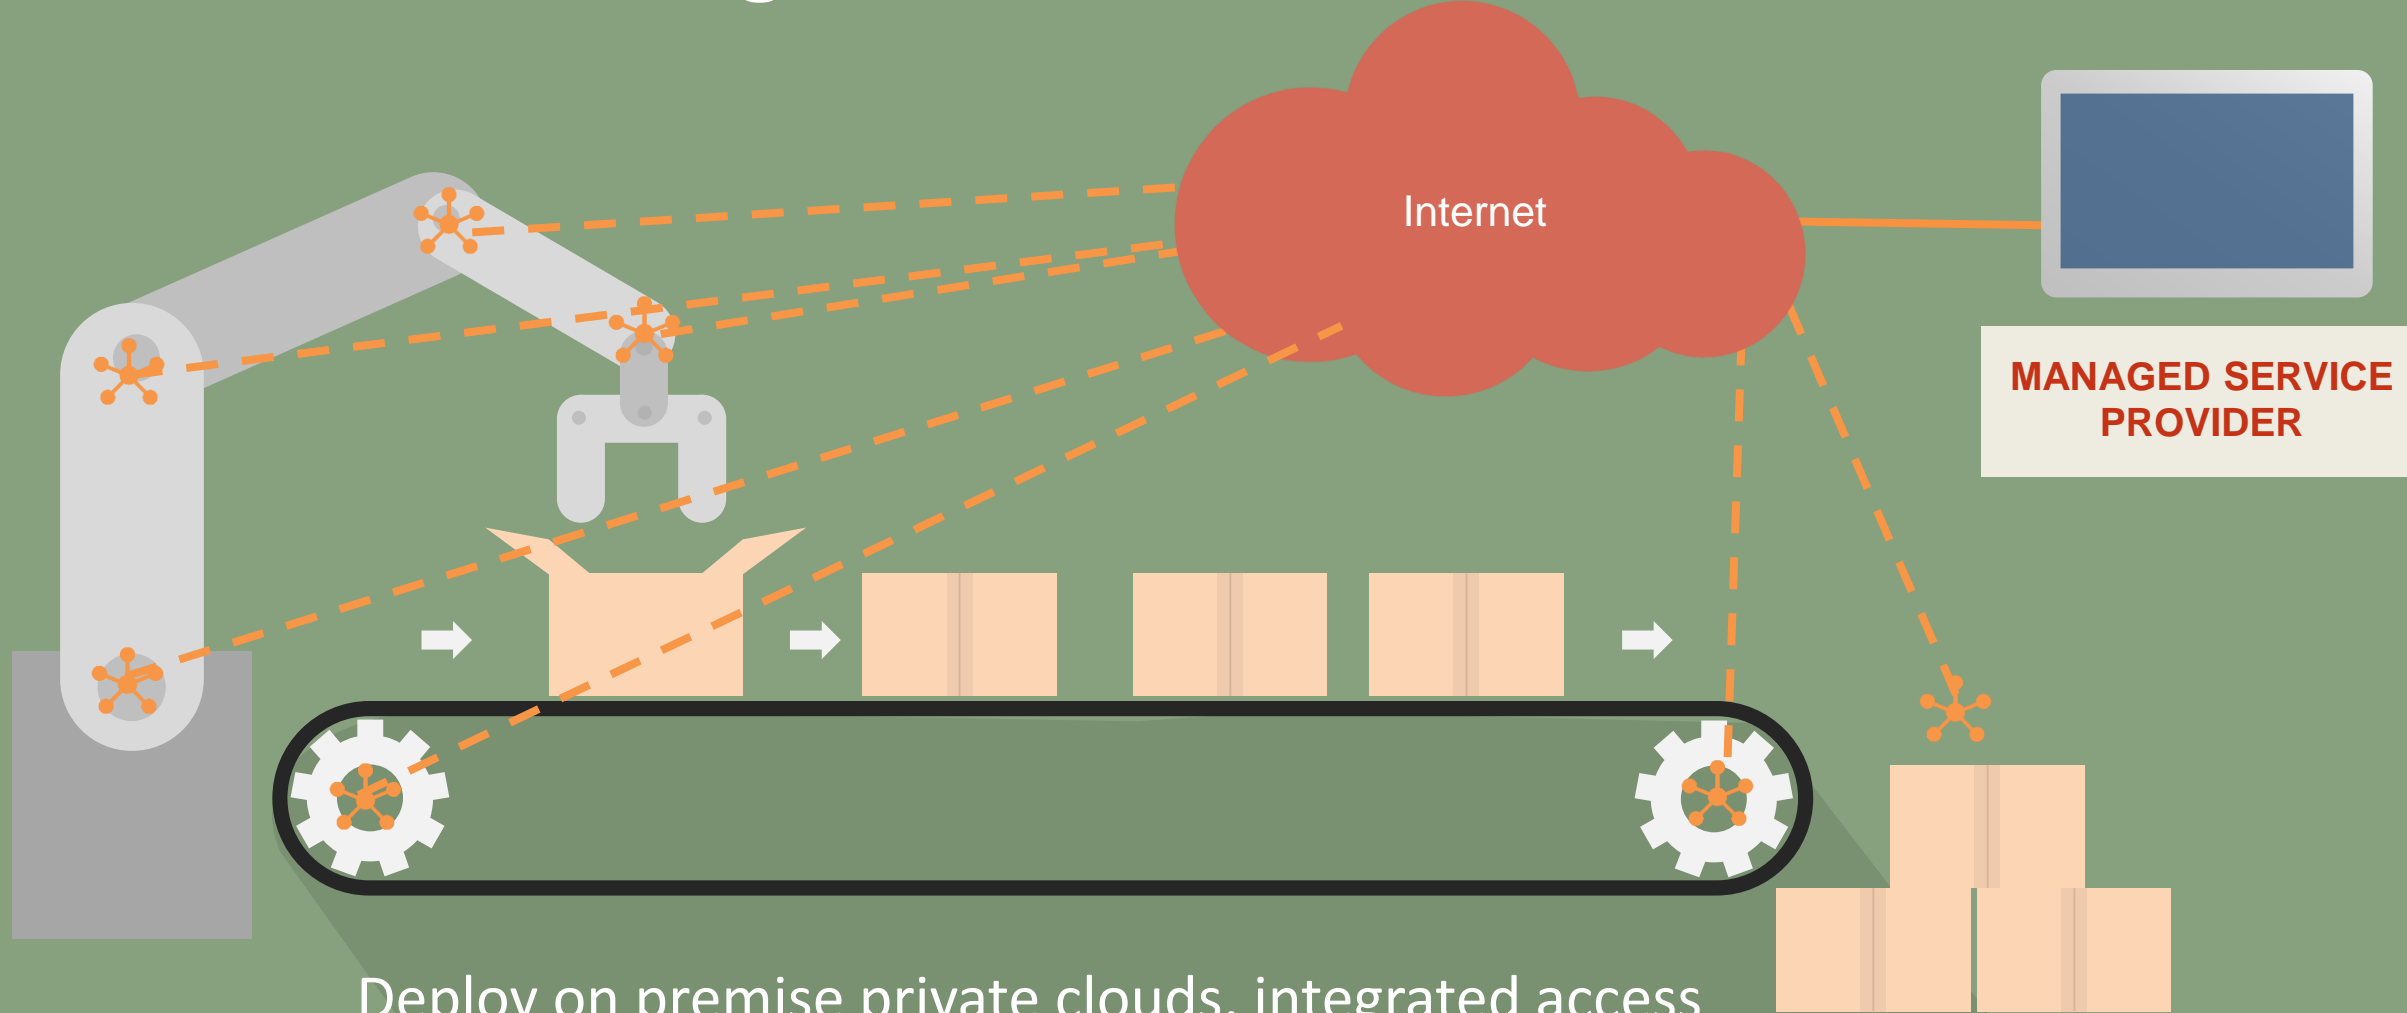 Internet
MANAGED SERVICE
PROVIDER
Deploy on premise private clouds, integrated access